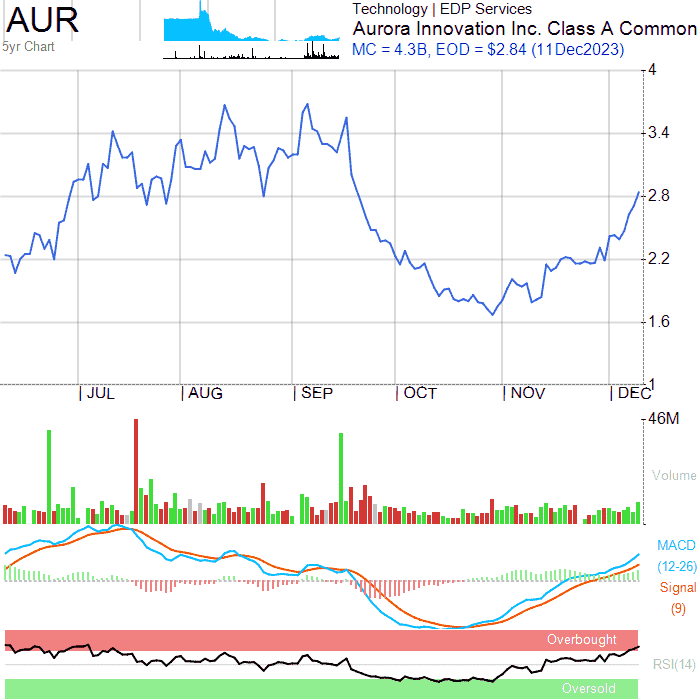 AUR
5yr Chart
Technology | EDP Services
Aurora Innovation Inc. Class A Common
MC = 4.3B, EOD = $2.84 (11Dec2023)
4
3.4
2.8
2.2
1.6
1
JUL AUG SEP OCT NOV DEC
46M
Volume
MACD
(12-26)
Signal
(9)
Overbought
RSI(14)
Oversold